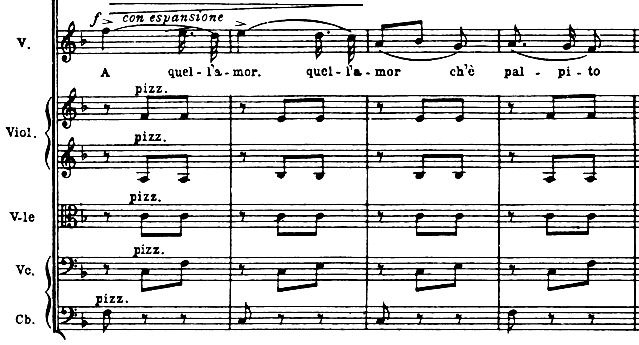 f con espansione
V.
A quel-l'a-mor. quel-l'a-mor ch'è pal-pi-to
pizz.
Viol.
pizz.
pizz.
V-le
pizz.
Vc.
pizz.
Cb.